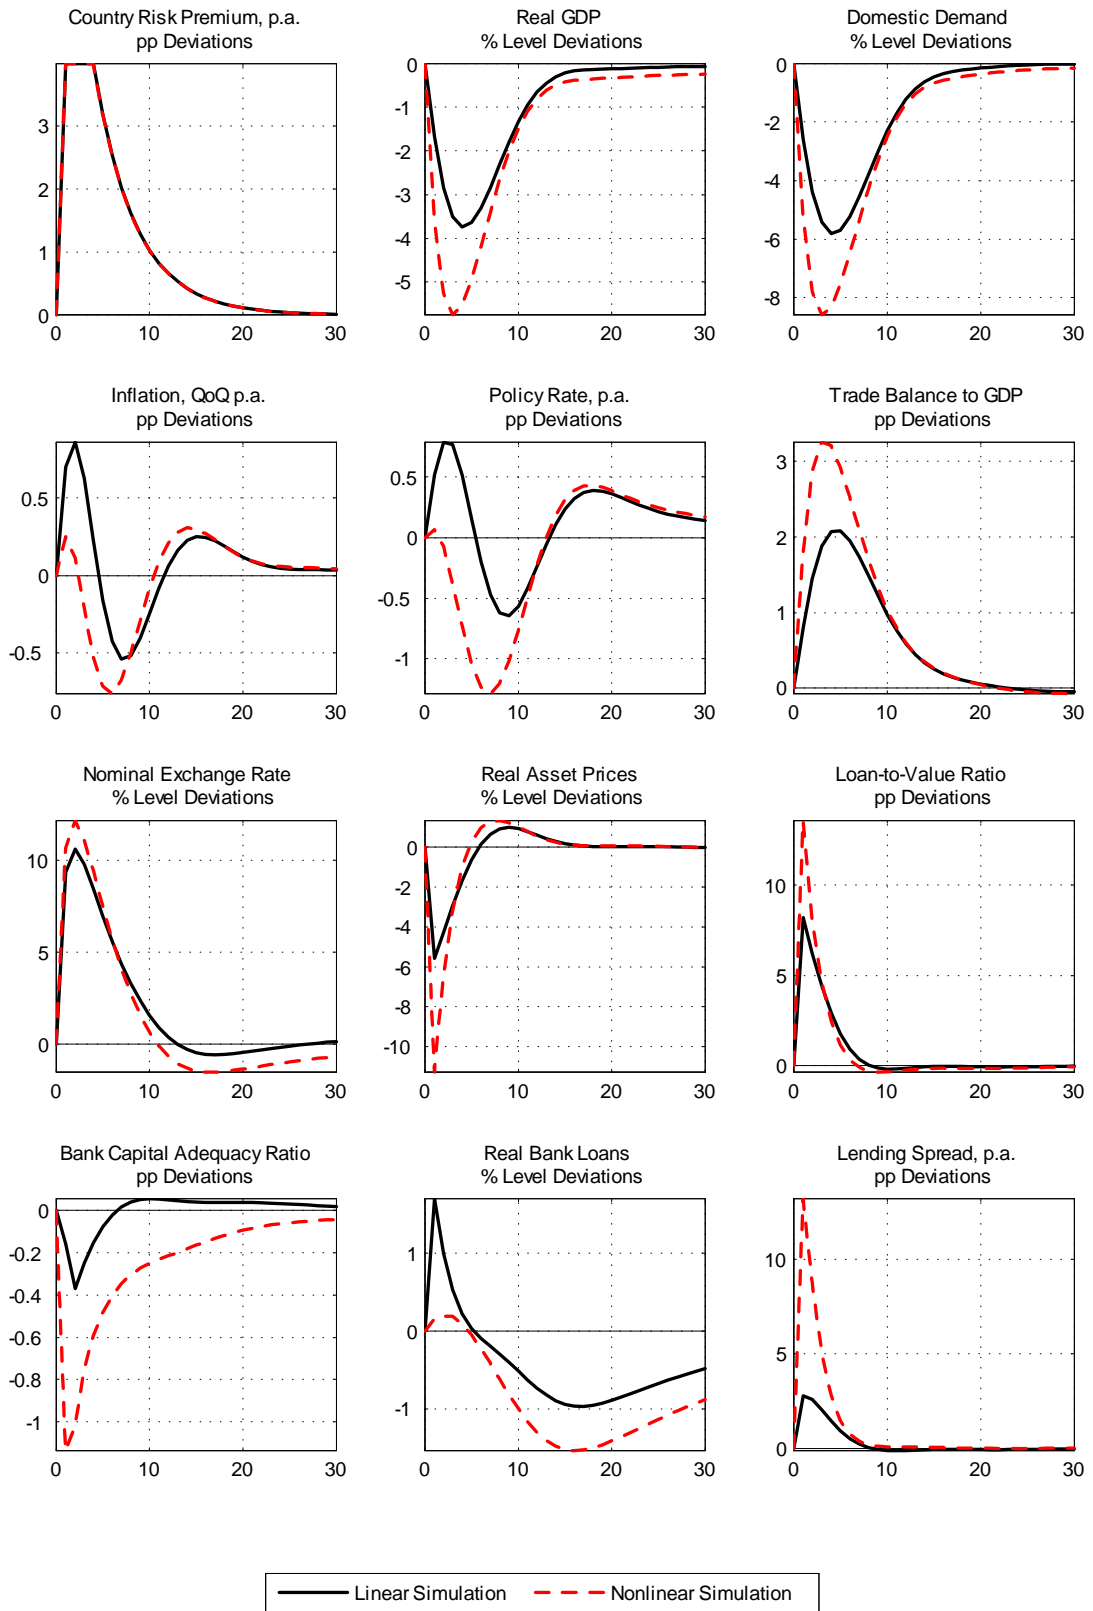 Country Risk Premium, p.a.
pp Deviations
4
3
2
1
0
0 10 20 30
Real GDP
% Level Deviations
0
-1
-2
-3
-4
-5
0 10 20 30
Domestic Demand
% Level Deviations
0
-2
-4
-6
-8
0 10 20 30
Inflation, QoQ p.a.
pp Deviations
0.5
0
-0.5
0 10 20 30
Policy Rate, p.a.
pp Deviations
0.5
0
-0.5
-1
0 10 20 30
Trade Balance to GDP
pp Deviations
3
2
1
0
0 10 20 30
Nominal Exchange Rate
% Level Deviations
10
5
0
0 10 20 30
Real Asset Prices
% Level Deviations
0
-2
-4
-6
-8
-10
0 10 20 30
Loan-to-Value Ratio
pp Deviations
10
5
0
0 10 20 30
Bank Capital Adequacy Ratio
pp Deviations
0
-0.2
-0.4
-0.6
-0.8
-1
0 10 20 30
Real Bank Loans
% Level Deviations
1
0
-1
0 10 20 30
Lending Spread, p.a.
pp Deviations
10
5
0
0 10 20 30
Linear Simulation
Nonlinear Simulation